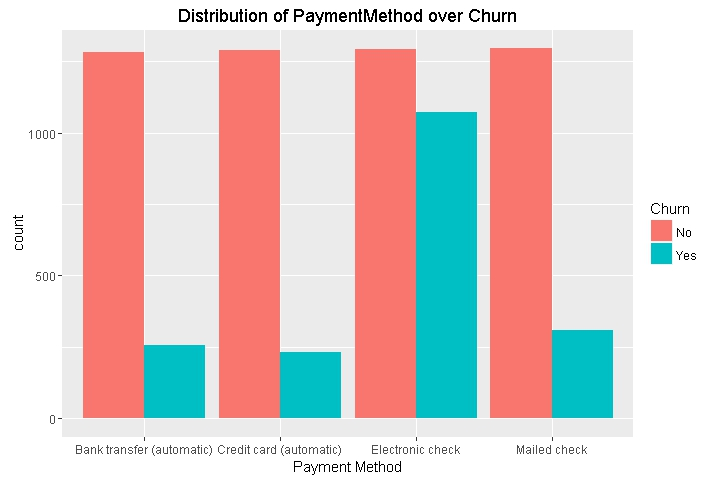 Distribution of PaymentMethod over Churn
1000
500
0
count
Bank transfer (automatic) Credit card (automatic) Electronic check Mailed check
Payment Method
Churn
No
Yes